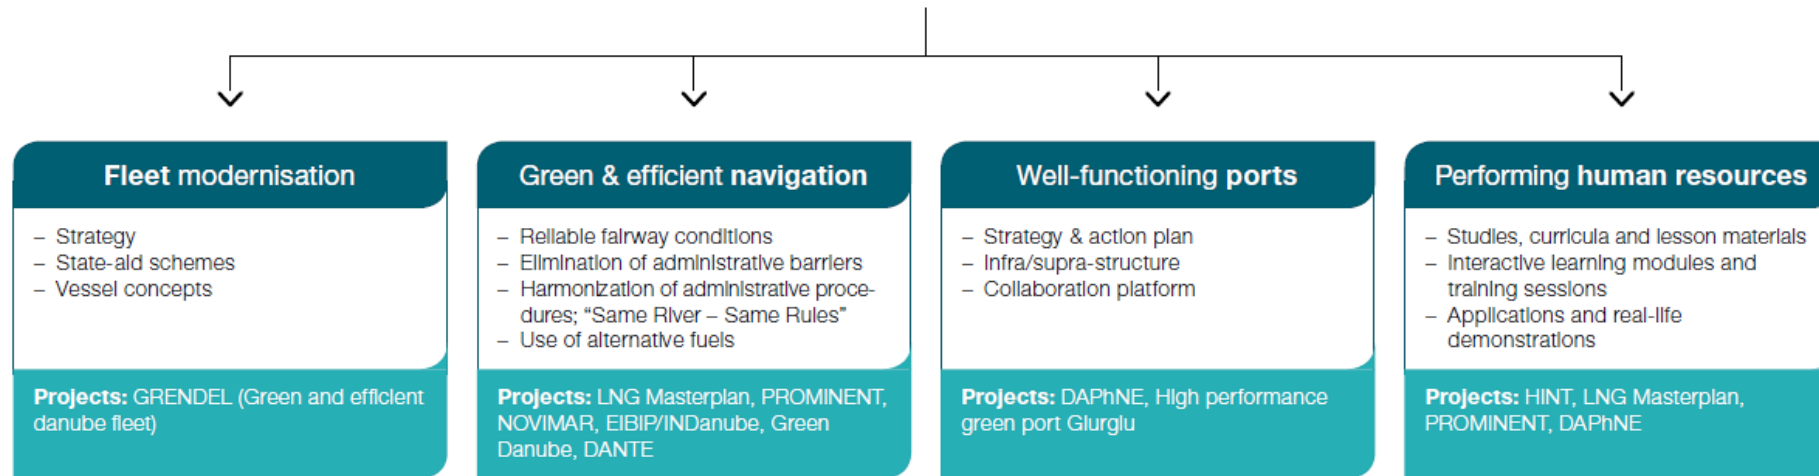 Fleet modernisation
– Strategy
– State-aid schemes
– Vessel concepts
Projects: GRENDEL (Green and efficient
danube fleet)
Green & efficient navigation
– Reliable fairway conditions
– Elimination of administrative barriers
– Harmonization of administrative proce-
dures; “Same River – Same Rules”
– Use of alternative fuels
Projects: LNG Masterplan, PROMINENT,
NOVIMAR, EIBIP/INDanube, Green
Danube, DANTE
Well-functioning ports
– Strategy & action plan
– Infra/supra-structure
– Collaboration platform
Projects: DAPhNE, High performance
green port Giurgiu
Performing human resources
– Studies, curricula and lesson materials
– Interactive learning modules and
training sessions
– Applications and real-life
demonstrations
Projects: HINT, LNG Masterplan,
PROMINENT, DAPhNE